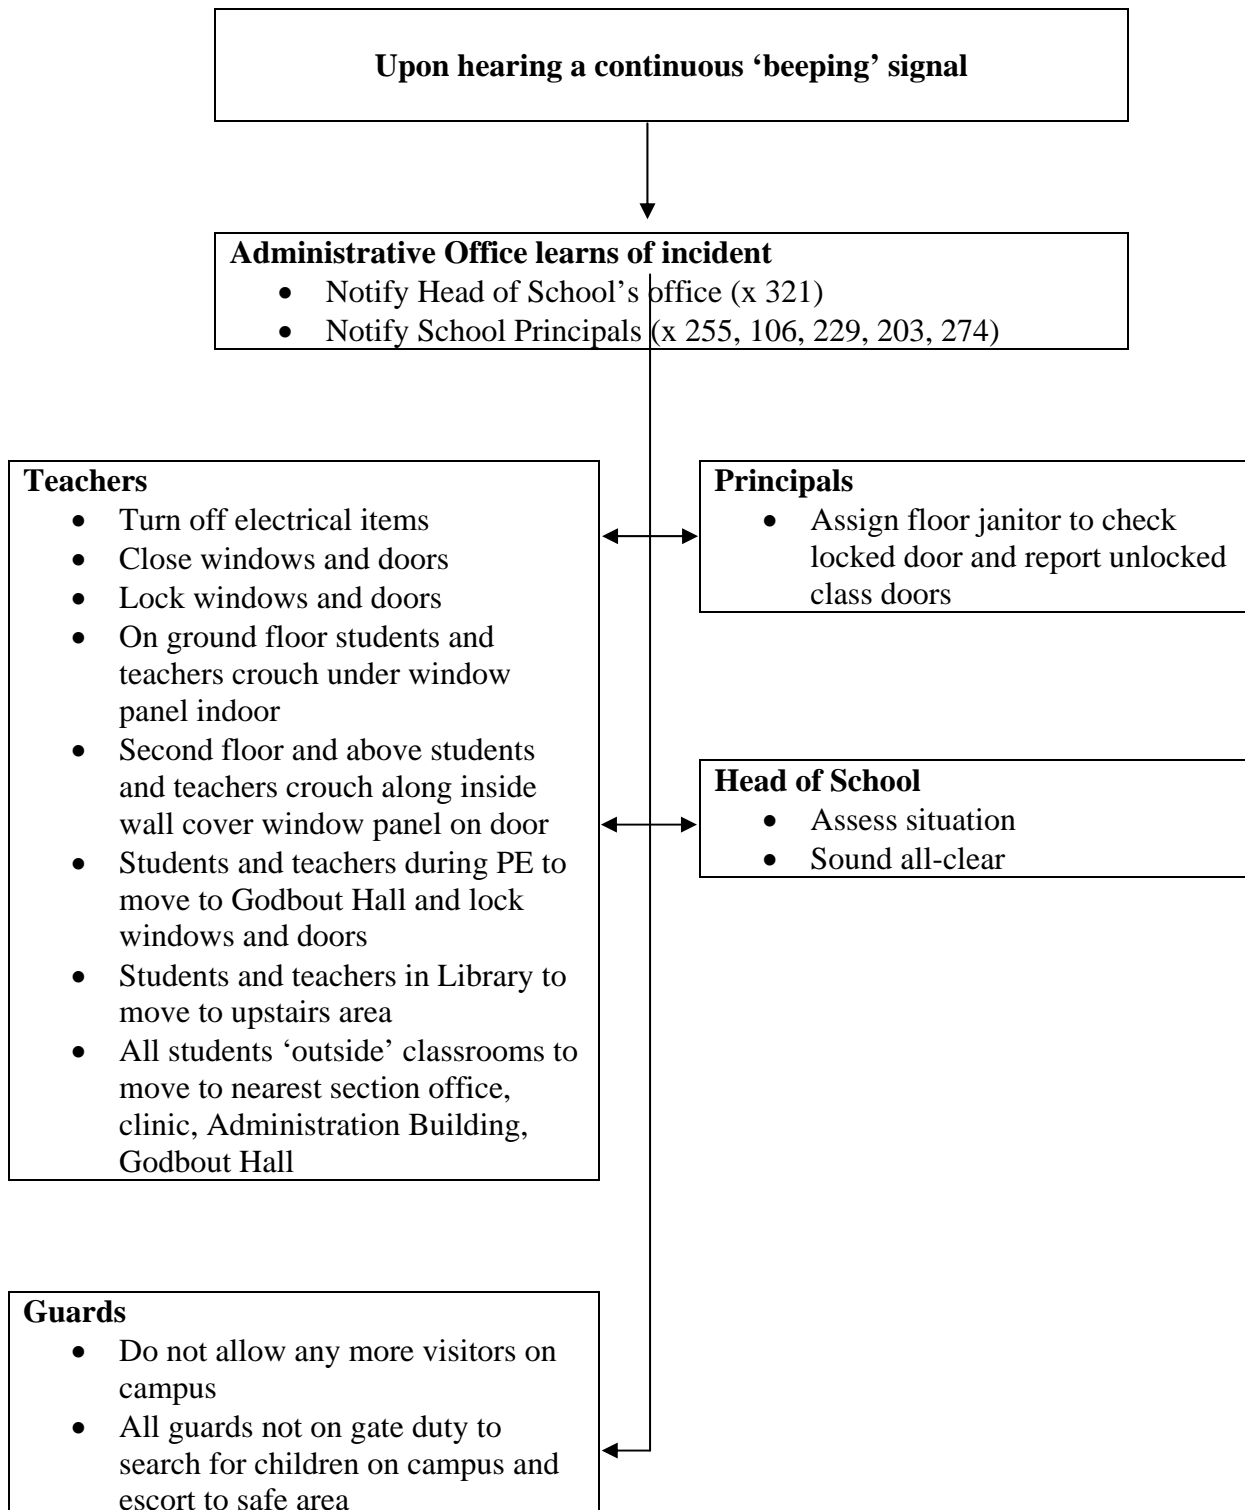 Upon hearing a continuous ‘beeping’ signal
Administrative Office learns of incident
• Notify Head of School’s office (x 321)
• Notify School Principals (x 255, 106, 229, 203, 274)
Teachers
• Turn off electrical items
• Close windows and doors
• Lock windows and doors
• On ground floor students and
teachers crouch under window
panel indoor
• Second floor and above students
and teachers crouch along inside
wall cover window panel on door
• Students and teachers during PE to
move to Godbout Hall and lock
windows and doors
• Students and teachers in Library to
move to upstairs area
• All students ‘outside’ classrooms to
move to nearest section office,
clinic, Administration Building,
Godbout Hall
Principals
• Assign floor janitor to check
locked door and report unlocked
class doors
Head of School
• Assess situation
• Sound all-clear
Guards
• Do not allow any more visitors on
campus
• All guards not on gate duty to
search for children on campus and
escort to safe area